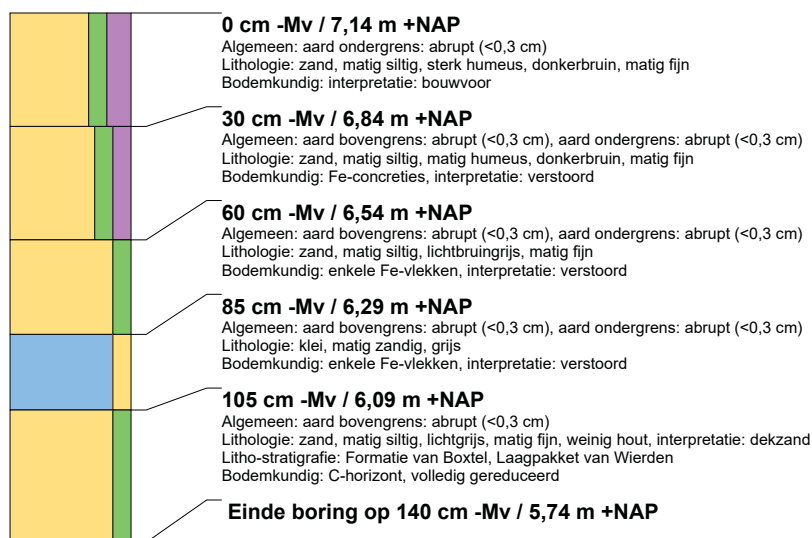 0 cm -Mv / 7,14 m +NAP
Algemeen: aard ondergrens: abrupt (<0,3 cm)
Lithologie: zand, matig siltig, sterk humeus, donkerbruin, matig fijn
Bodemkundig: interpretatie: bouwvoor
30 cm -Mv / 6,84 m +NAP
Algemeen: aard bovengrens: abrupt (<0,3 cm), aard ondergrens: abrupt (<0,3 cm)
Lithologie: zand, matig siltig, matig humeus, donkerbruin, matig fijn
Bodemkundig: Fe-concreties, interpretatie: verstoord
60 cm -Mv / 6,54 m +NAP
Algemeen: aard bovengrens: abrupt (<0,3 cm), aard ondergrens: abrupt (<0,3 cm)
Lithologie: zand, matig siltig, lichtbruingrijs, matig fijn
Bodemkundig: enkele Fe-vlekken, interpretatie: verstoord
85 cm -Mv / 6,29 m +NAP
Algemeen: aard bovengrens: abrupt (<0,3 cm), aard ondergrens: abrupt (<0,3 cm)
Lithologie: klei, matig zandig, grijs
Bodemkundig: enkele Fe-vlekken, interpretatie: verstoord
105 cm -Mv / 6,09 m +NAP
Algemeen: aard bovengrens: abrupt (<0,3 cm)
Lithologie: zand, matig siltig, lichtgrijs, matig fijn, weinig hout, interpretatie: dekzand
Litho-stratigrafie: Formatie van Boxtel, Laagpakket van Wierden
Bodemkundig: C-horizont, volledig gereduceerd
Einde boring op 140 cm -Mv / 5,74 m +NAP